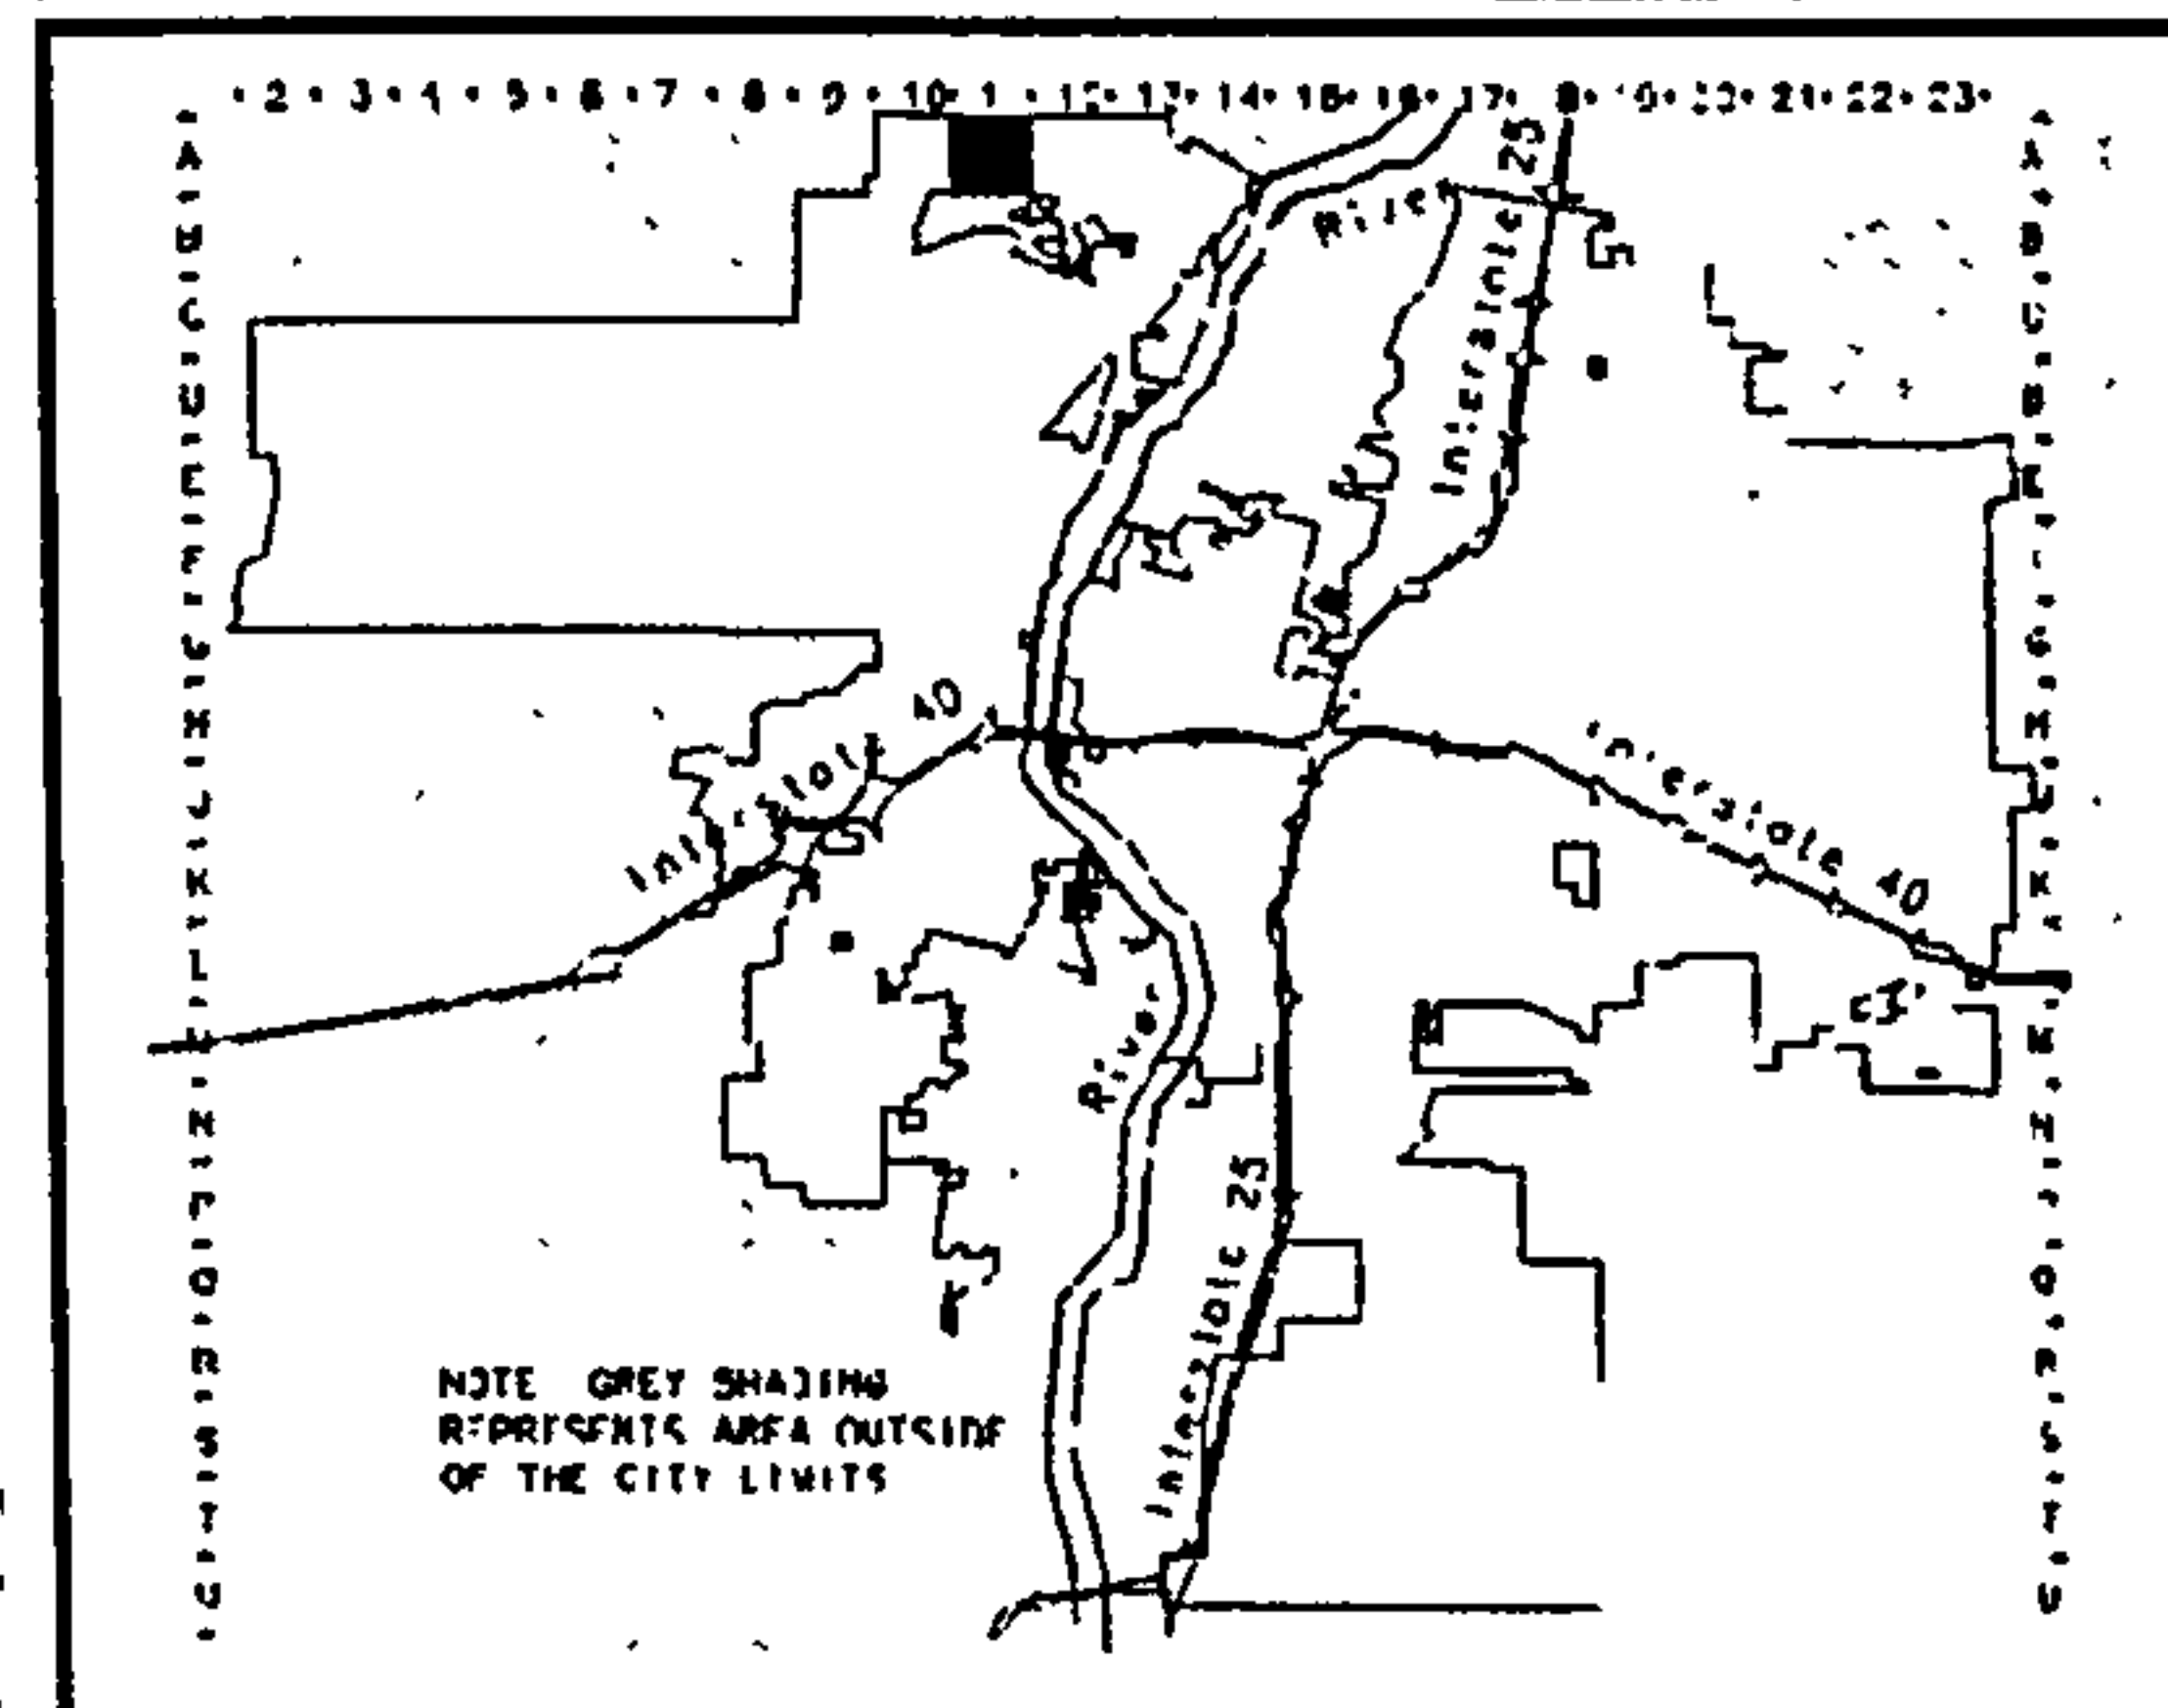 2 3 4 5 6 7 8 9 10 1 12 13 14 15 16 17 8 19 20 21 22 23
25
A
A
B
B
C
C
River
Interstate
D
D
E
E
F
G
G
40
H
H
Interstate
Interstate 40
J
J
K
K
L
River
N
N
25
P
Q
Q
Interstate
R
R
NOTE GREY SHADING
REPRESENTS AREA OUTSIDE
OF THE CITY LIMITS
S
S
T
T
U
U